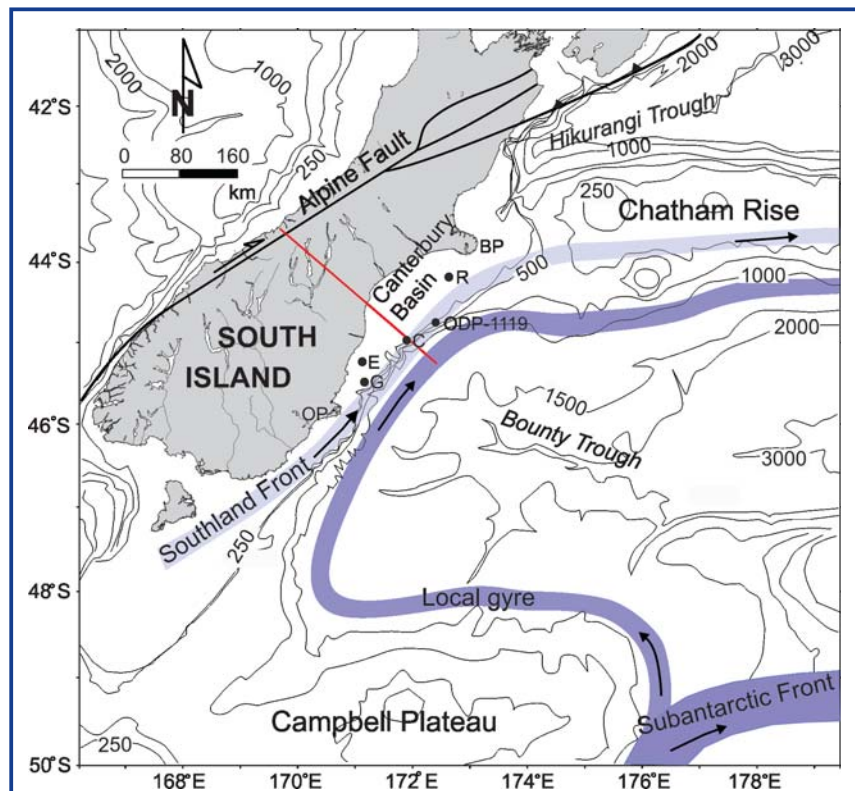 2000
1000
3000
2000
42°S
N
250
Hikurangi Trough
1000
0 80 160
km
Alpine Fault
250
Chatham Rise
BP
44°S
Canterbury
Basin
R
500
1000
ODP-1119
2000
SOUTH
ISLAND
C
E
G
1500
OP
46°S
Bounty Trough
3000
Southland Front
250
48°S
Local gyre
Campbell Plateau
Subantarctic Front
250
50°S
168°E 170°E 172°E 174°E 176°E 178°E